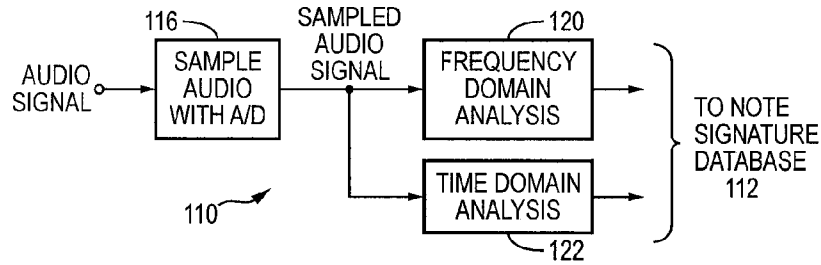 116
SAMPLED
AUDIO
SIGNAL
120
AUDIO
SIGNAL
SAMPLE
AUDIO
WITH A/D
FREQUENCY
DOMAIN
ANALYSIS
TO NOTE
SIGNATURE
DATABASE
112
110
TIME DOMAIN
ANALYSIS
122